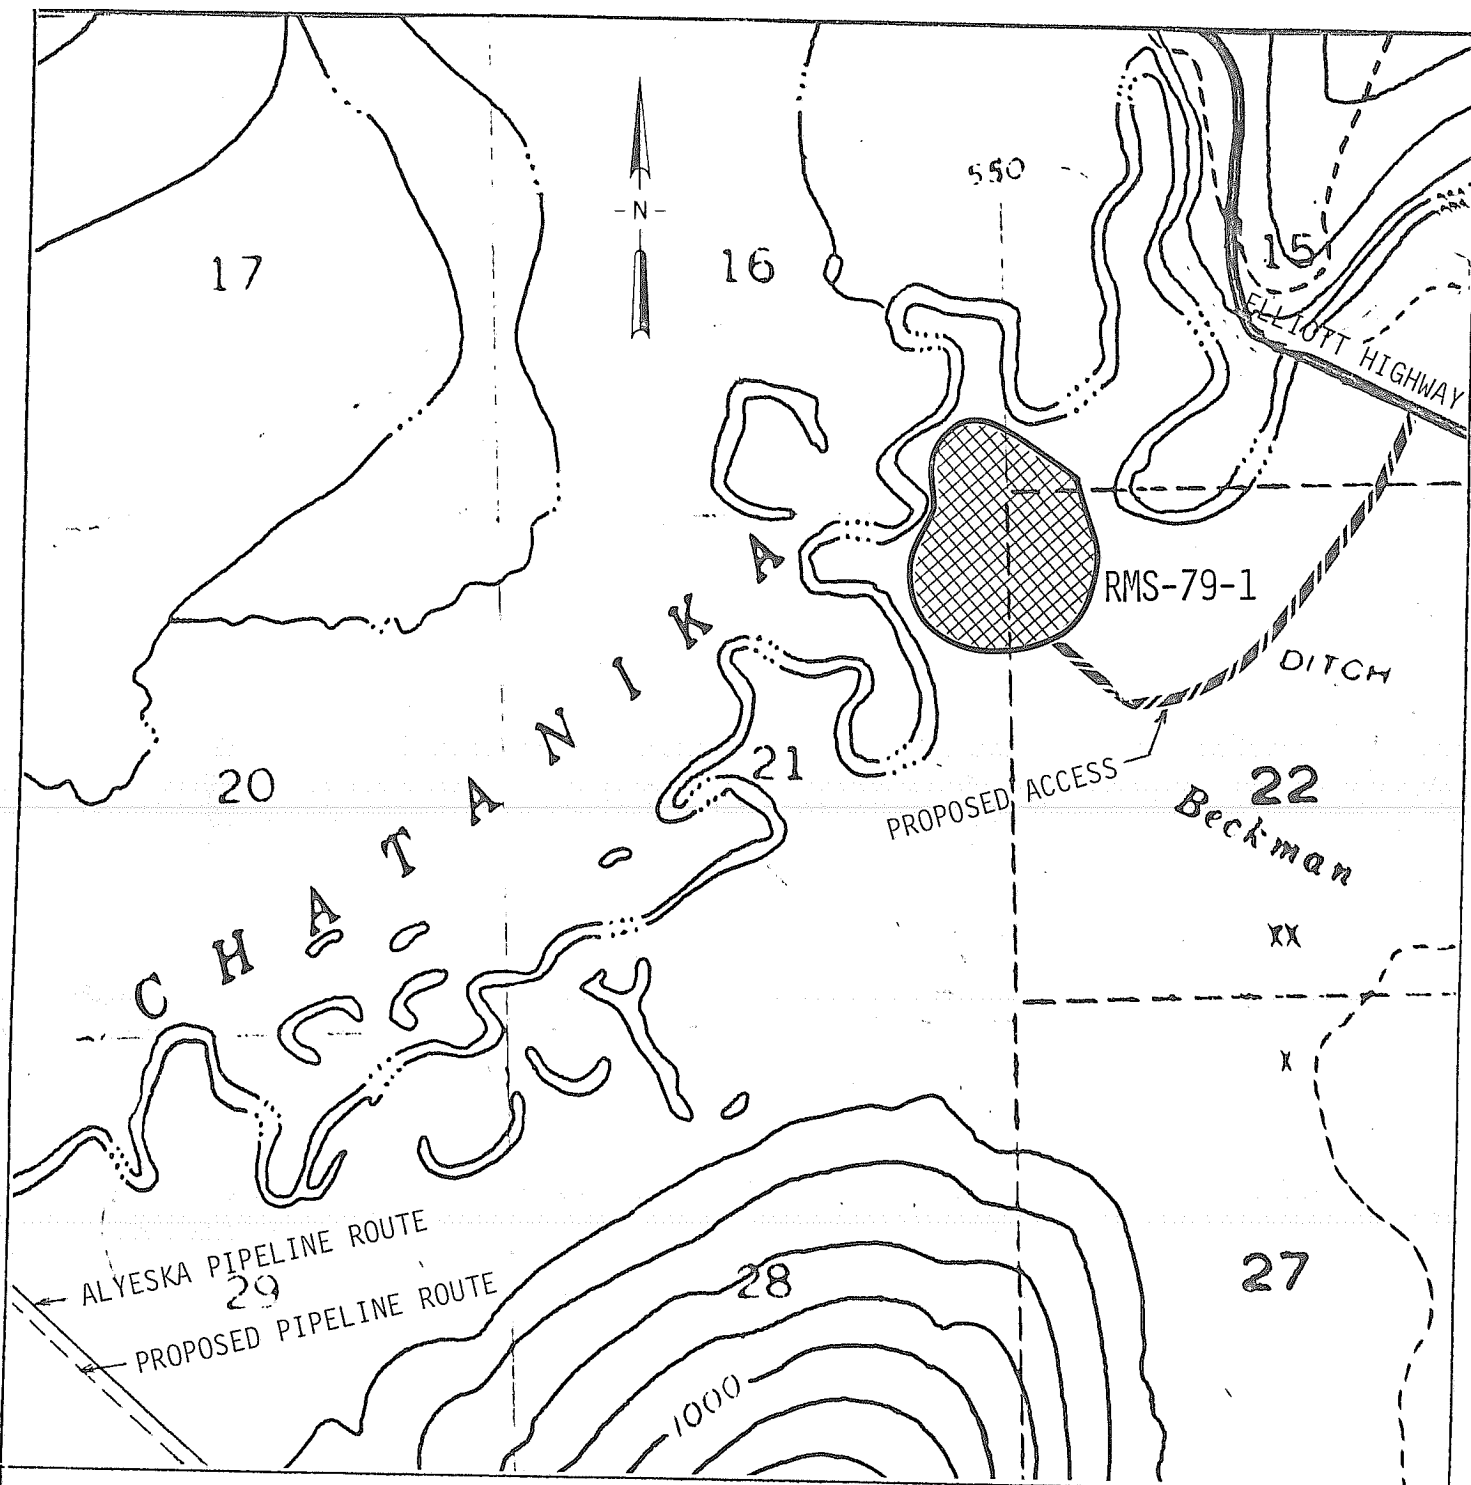 550
N
17
16
15
ELLIOTT HIGHWAY
RMS-79-1
DITCH
CHATANIKA
20
21
22
PROPOSED ACCESS
Beckman
XX
X
ALYESKA PIPELINE ROUTE
29
28
27
PROPOSED PIPELINE ROUTE
1000